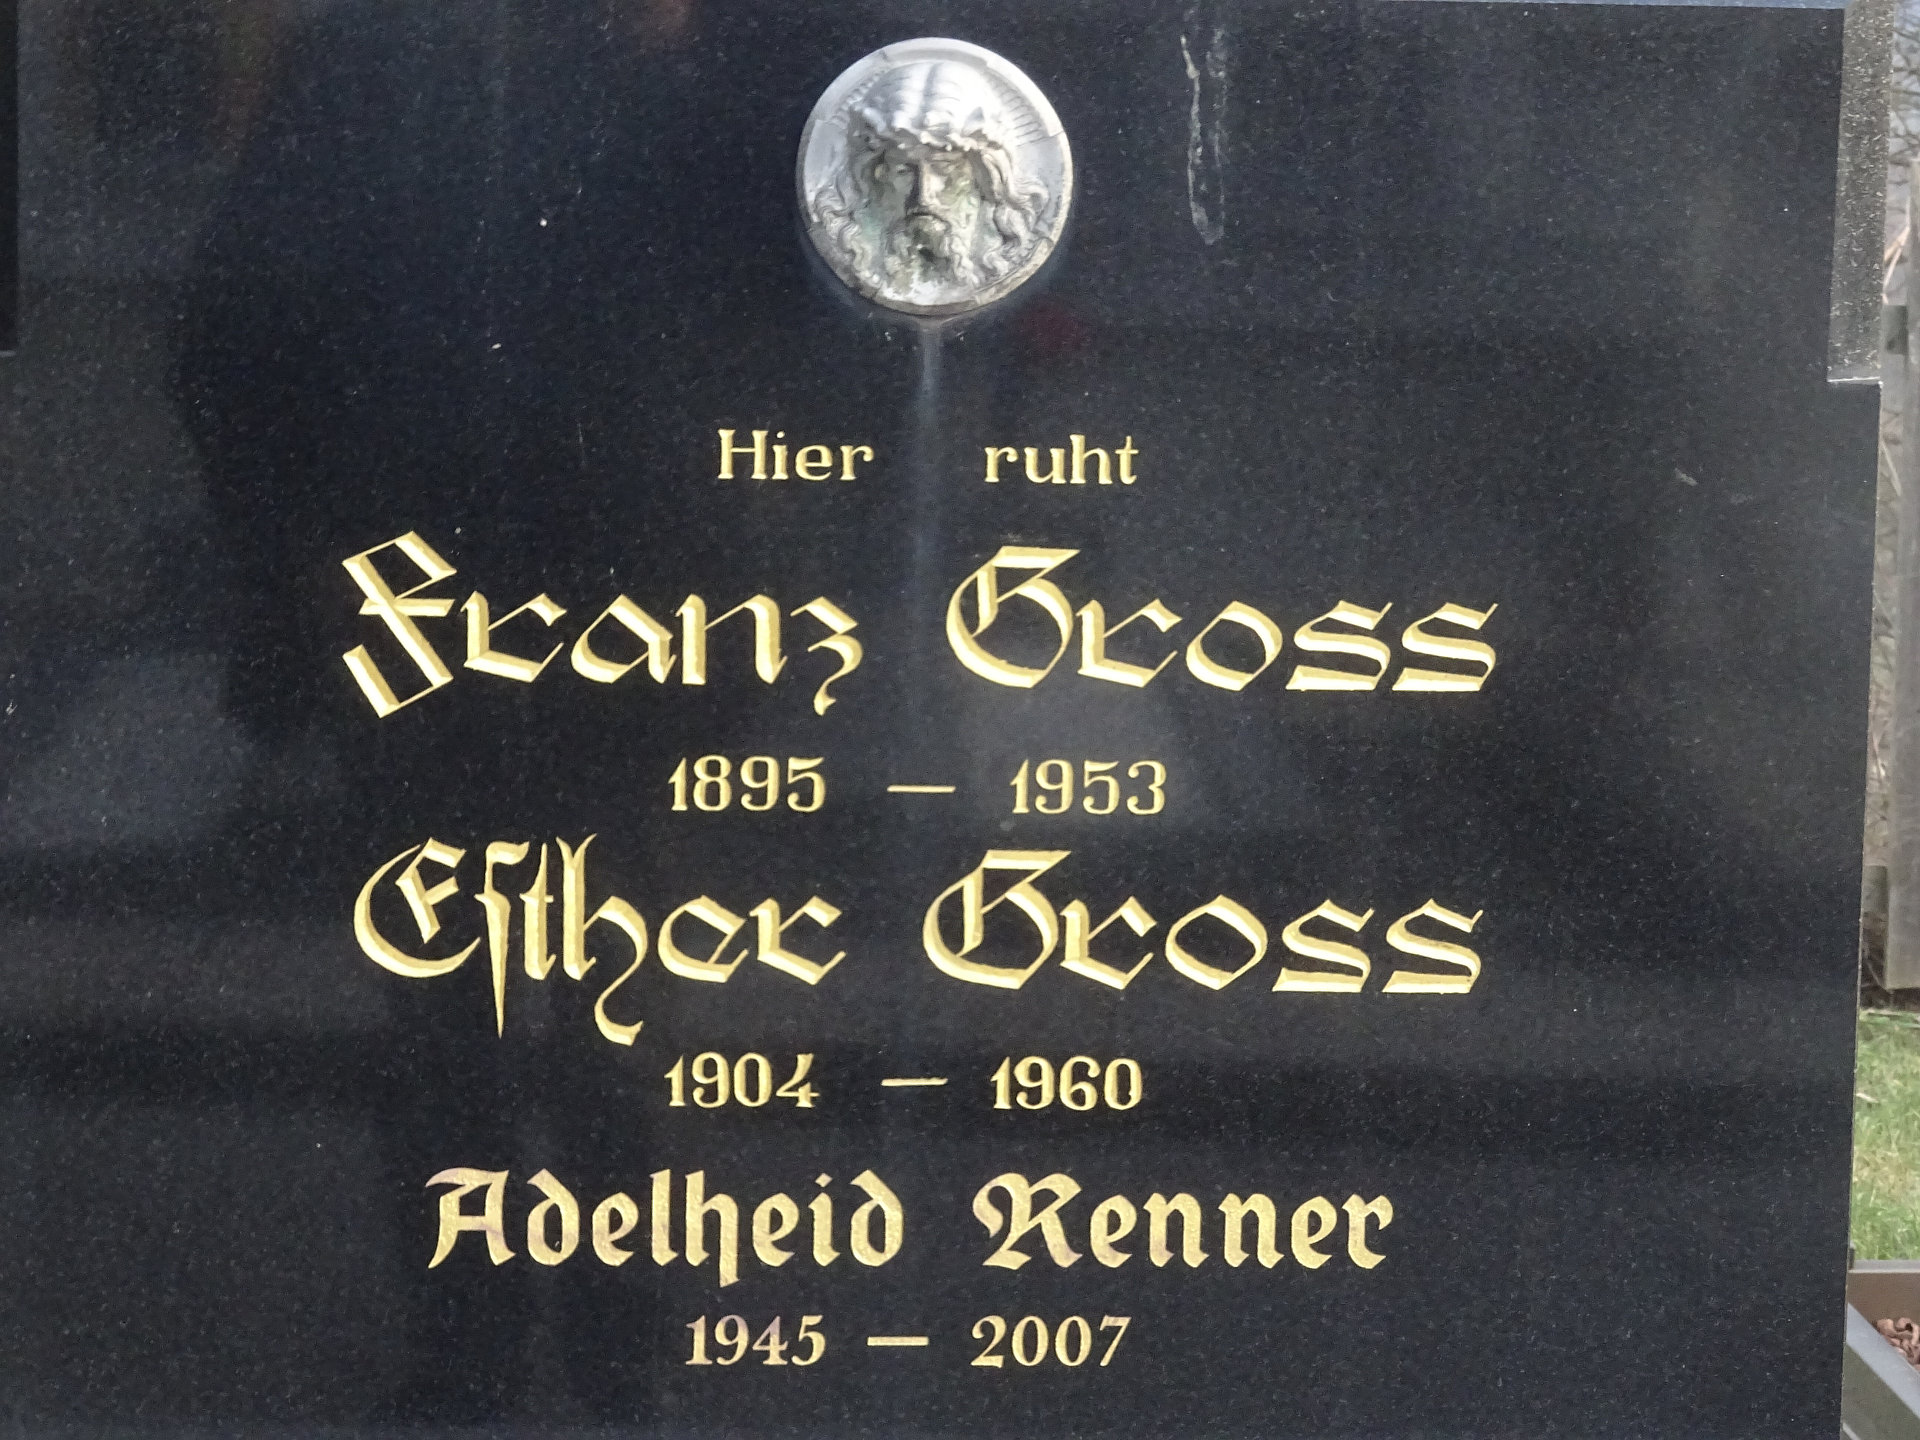 Hier ruht
Franz Gross
1895 – 1953
Eſther Gross
1904 – 1960
Adelheid Renner
1945 – 2007